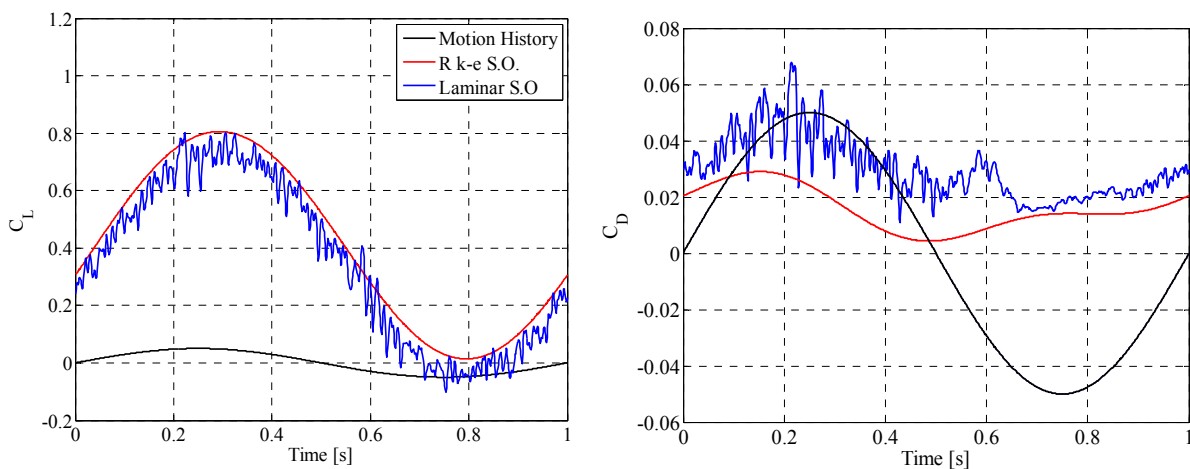 1.2
1
0.8
0.6
0.4
0.2
0
-0.2
C_L
Motion History
R k-e S.O.
Laminar S.O
0 0.2 0.4 0.6 0.8 1
Time [s]
0.08
0.06
0.04
0.02
0
-0.02
-0.04
-0.06
C_D
0 0.2 0.4 0.6 0.8 1
Time [s]